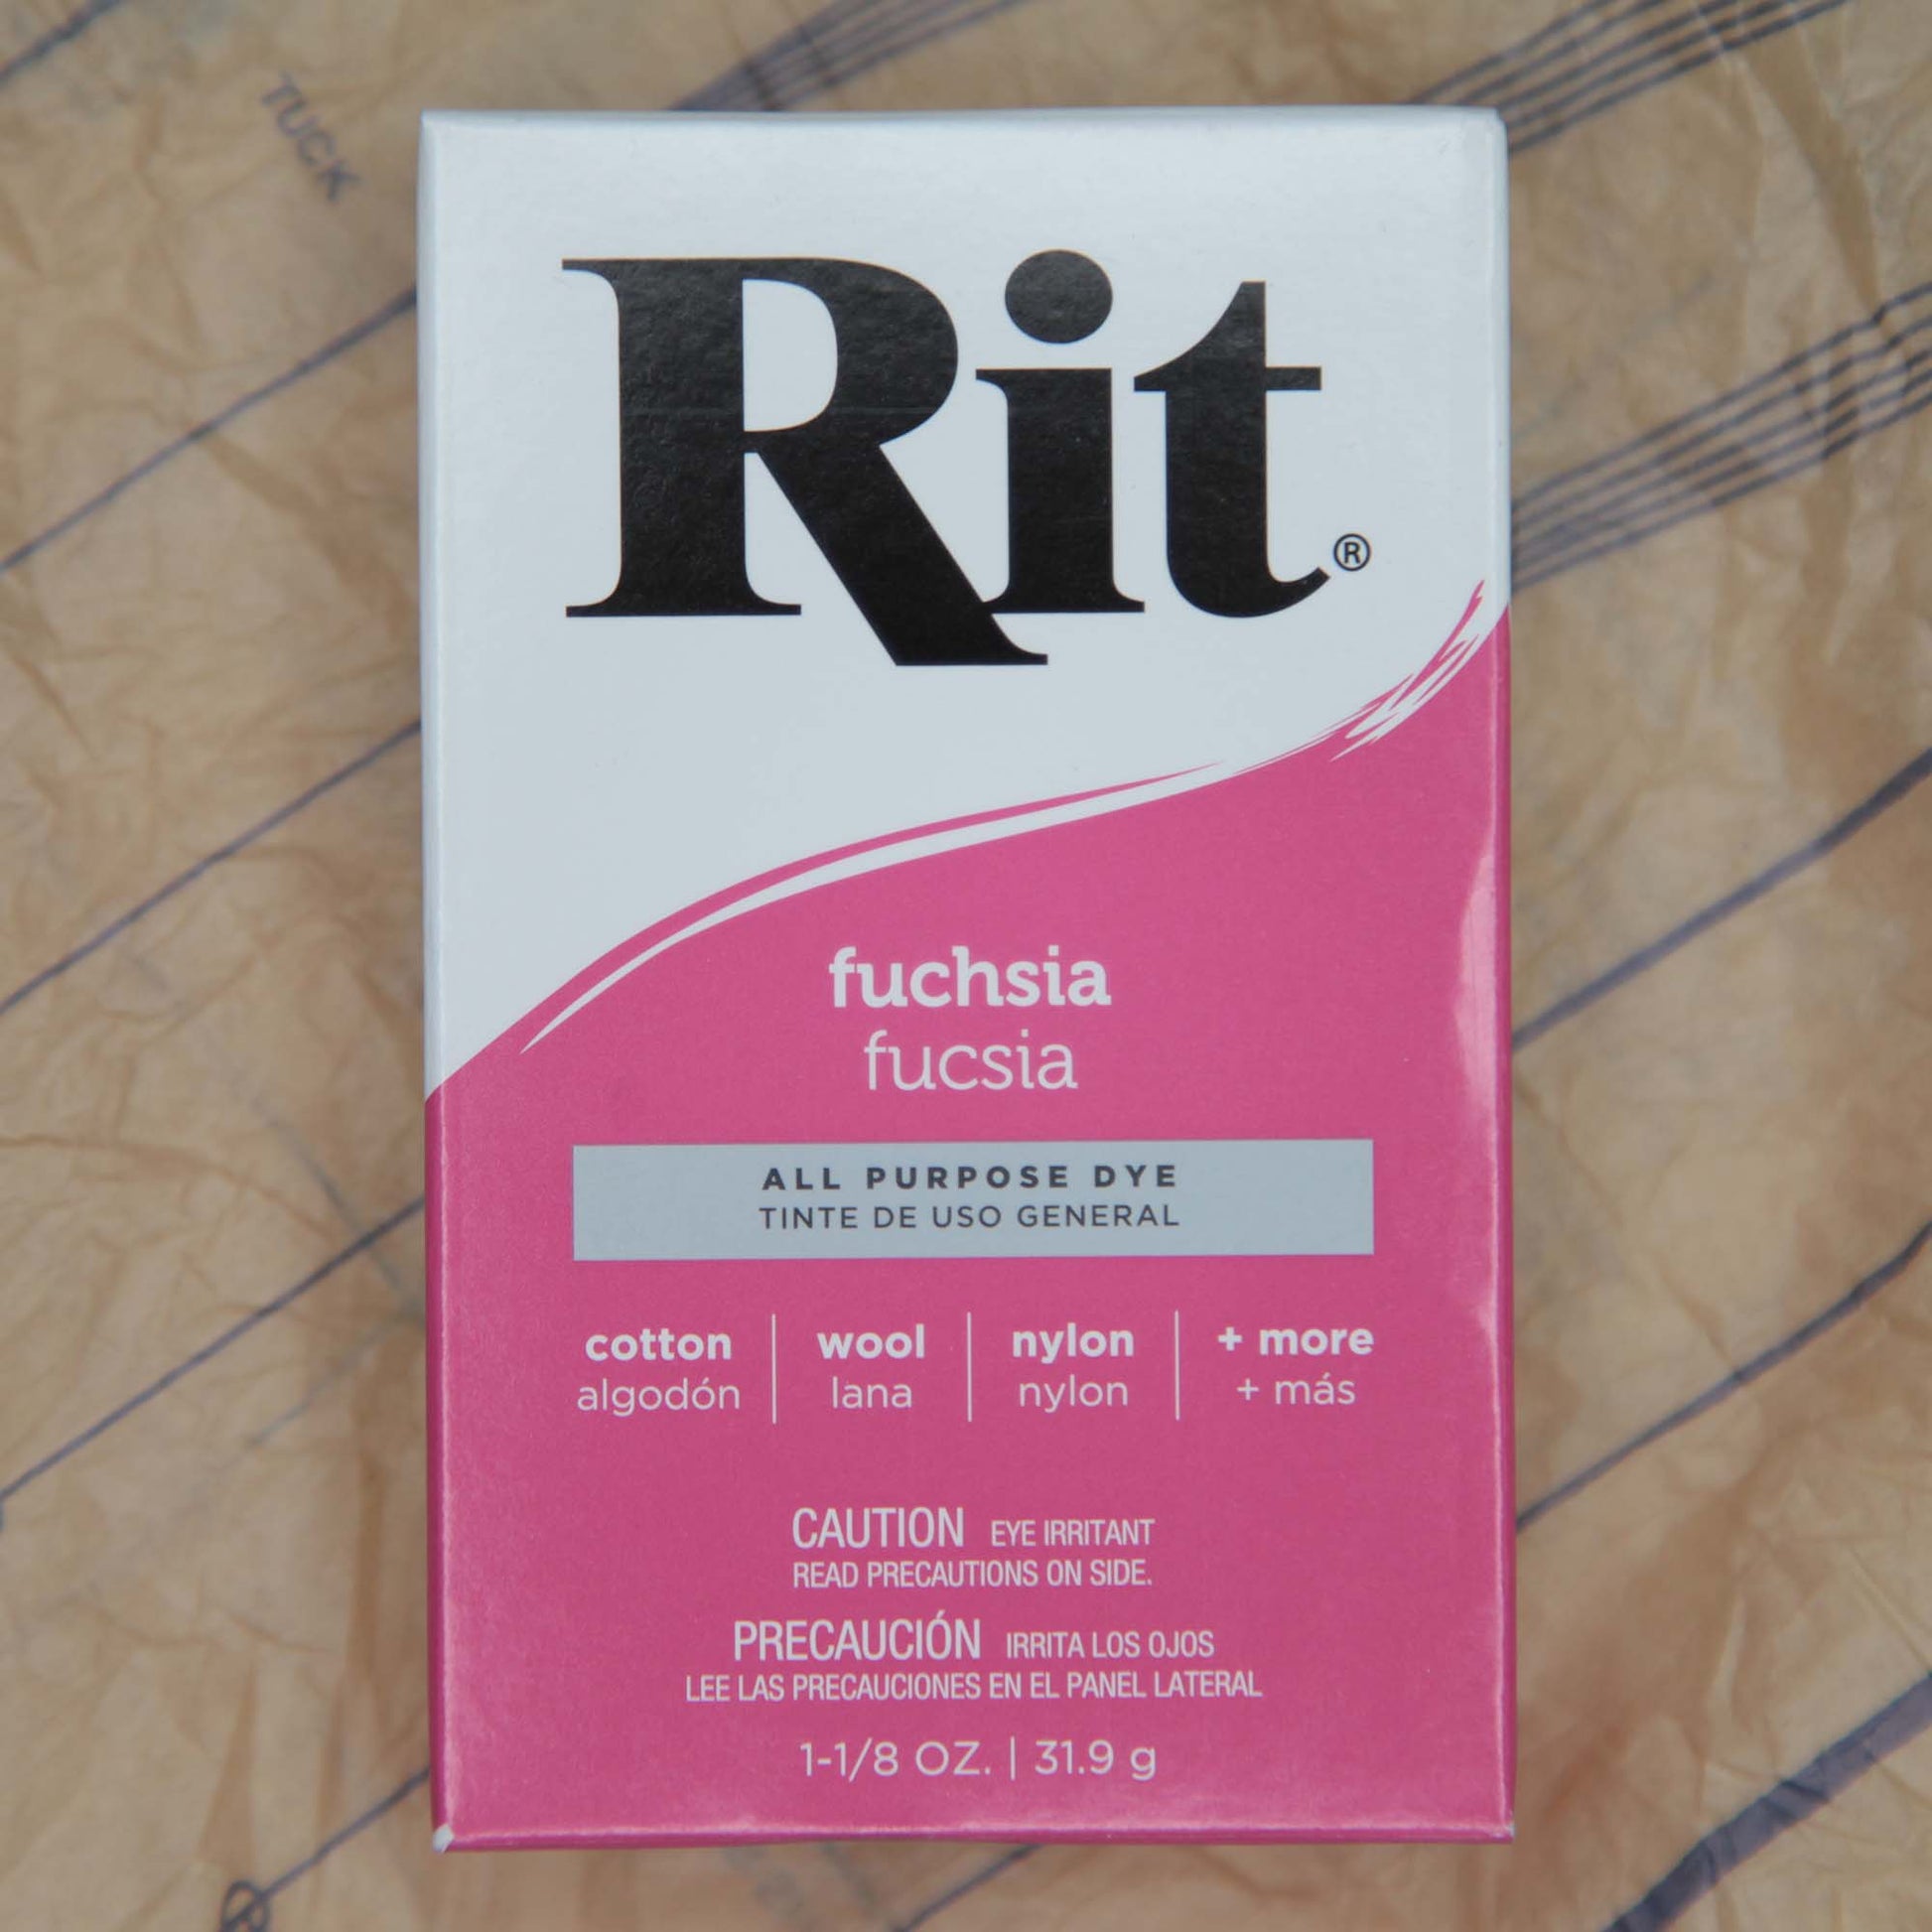 TUCK
Rit®
fuchsia
fucsia
ALL PURPOSE DYE
TINTE DE USO GENERAL
cotton wool nylon + more
algodón lana nylon + más
CAUTION EYE IRRITANT
READ PRECAUTIONS ON SIDE.
PRECAUCIÓN IRRITA LOS OJOS
LEE LAS PRECAUCIONES EN EL PANEL LATERAL
1-1/8 OZ. | 31.9 g